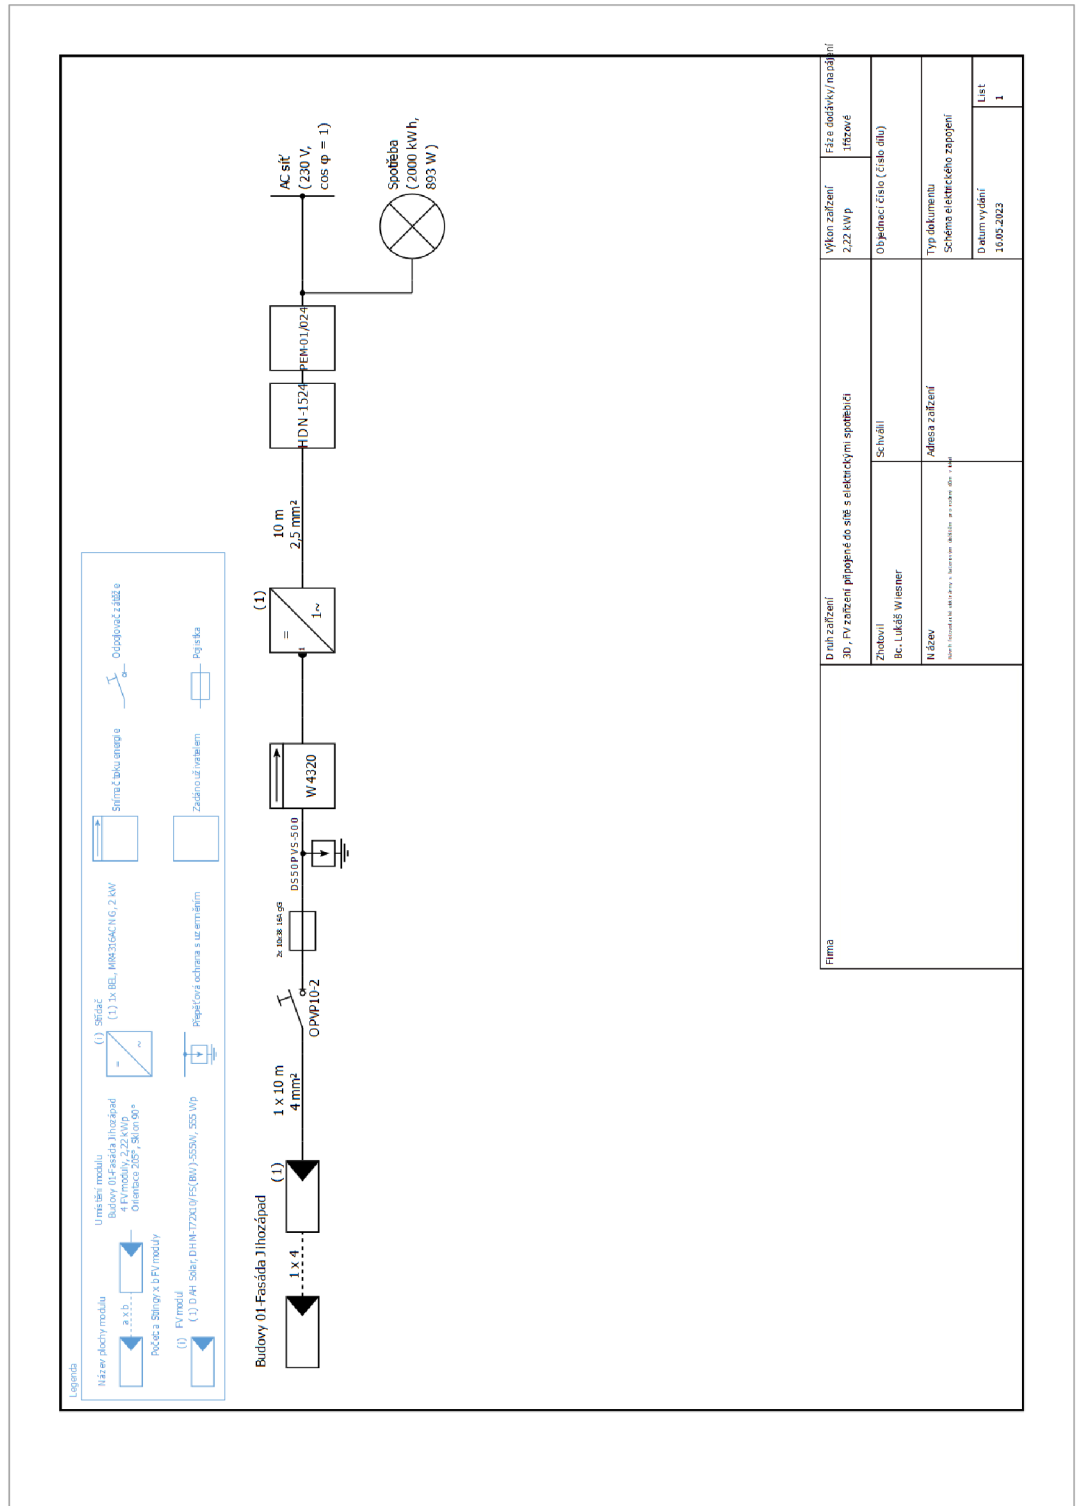 Legenda
Název plochy modulu
a x b
Počet a Stringy x b FV moduly
Umístění modulu
Budovy 01-Fasáda Jihozápad
4 FV moduly, 2,22 kWp
Orientace 205°, Sklon 90°
(i) Střídač
(1) 1x BEL, MR4316ACN-G, 2 kW
Snímač toku energie
Odpojovač zátěže
(i) FV modul
(1) DAH Solar, DHM-T72X10/FS(BW)-555W, 555 Wp
Přepěťová ochrana s uzemněním
Zadáno uživatelem
Pojistka
Budovy 01-Fasáda Jihozápad
1 x 4
(1)
1 x 10 m
4 mm²
OPVP10-2
2x 10x38 16A gG
DS50PVS-500
W4320
(1)
=
1~
1
10 m
2,5 mm²
HDN-1524
PEM-01/024
AC síť
(230 V,
cos φ = 1)
Spotřeba
(2000 kWh,
893 W)
Firma
Druh zařízení
3D, FV zařízení připojené do sítě s elektrickými spotřebiči
Výkon zařízení
2,22 kWp
Fáze dodávky/napájení
1fázové
Zhotovil
Bc. Lukáš Wiesner
Schválil
Objednací číslo (číslo dílu)
Název
Adresa zařízení
Typ dokumentu
Schéma elektrického zapojení
Datum vydání
16.05.2023
List
1